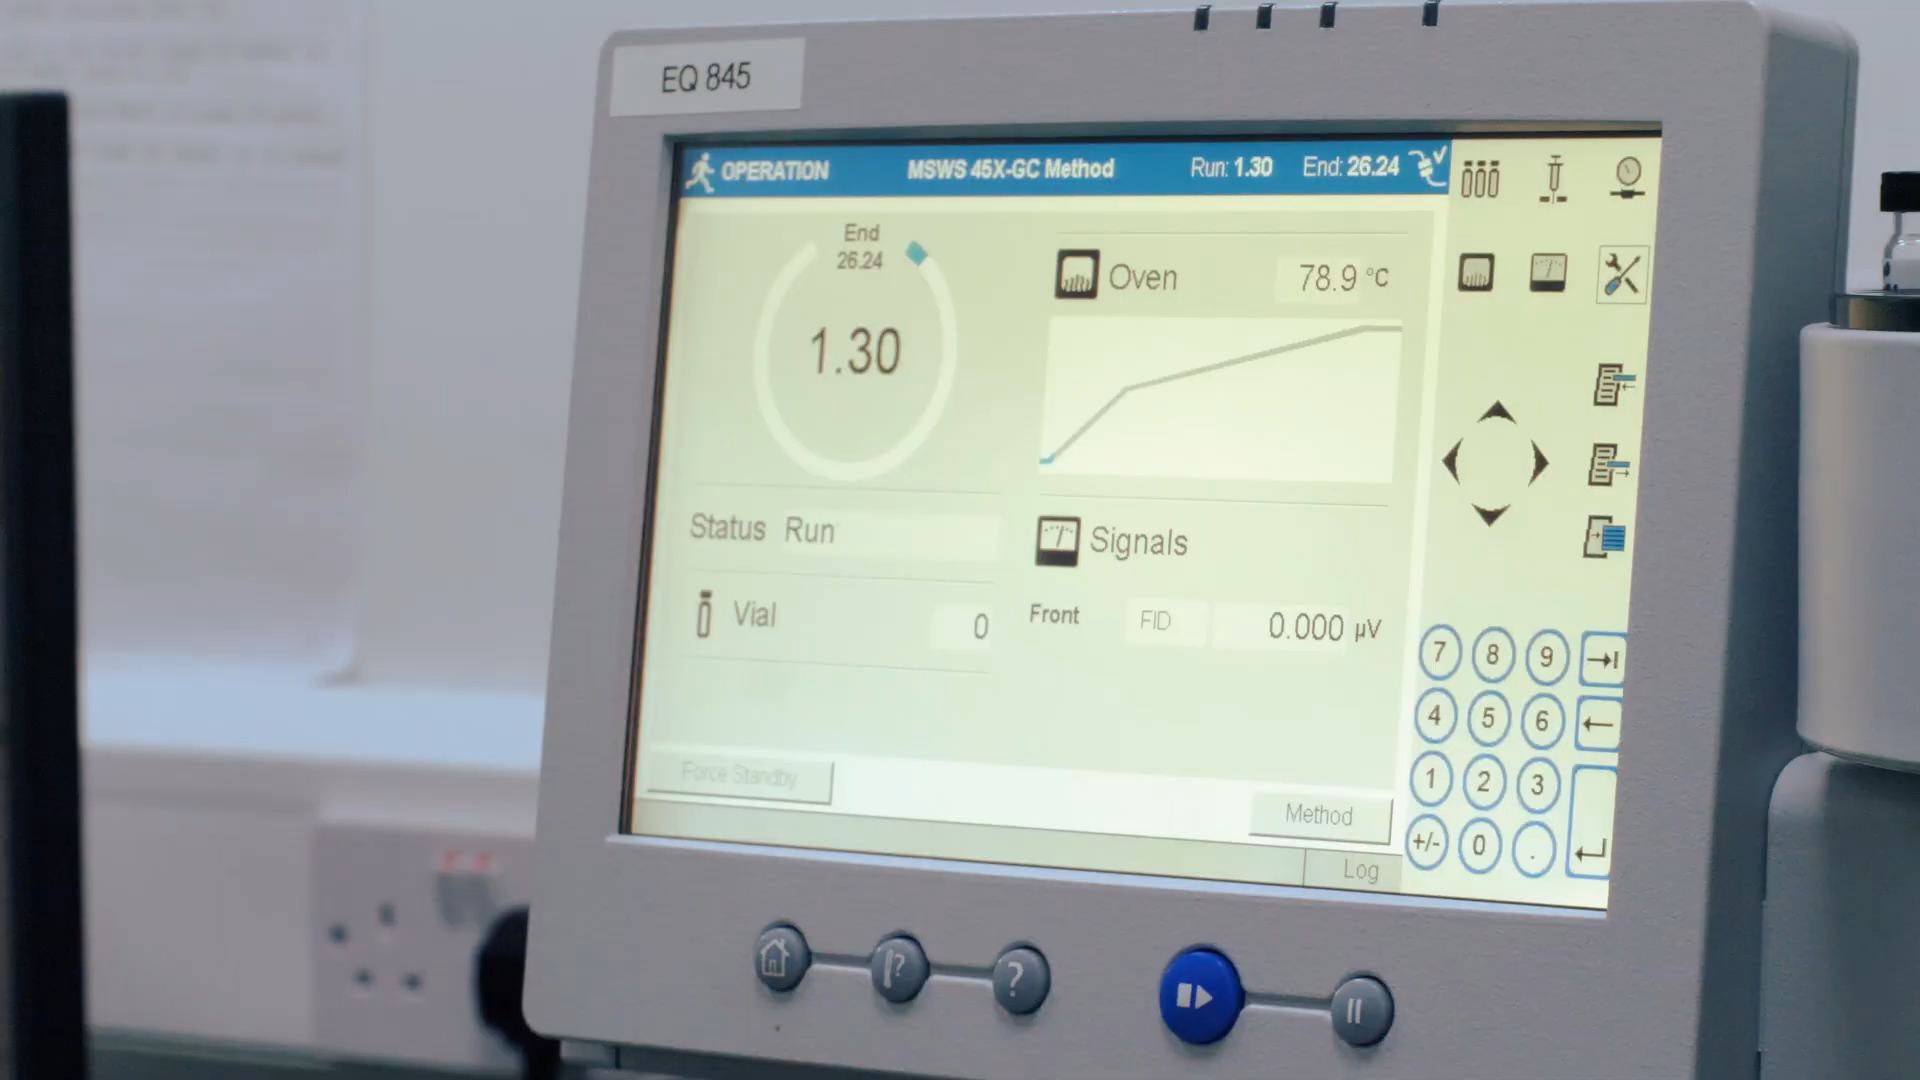 EQ 845
OPERATION MSWS 45X-GC Method Run: 1.30 End: 26.24
End
26.24
1.30
Oven 78.9 °C
Status Run
Signals
Vial 0
Front FID 0.000 µV
7 8 9
4 5 6
1 2 3
+/- 0 .
Force Standby
Method
Log
? ?